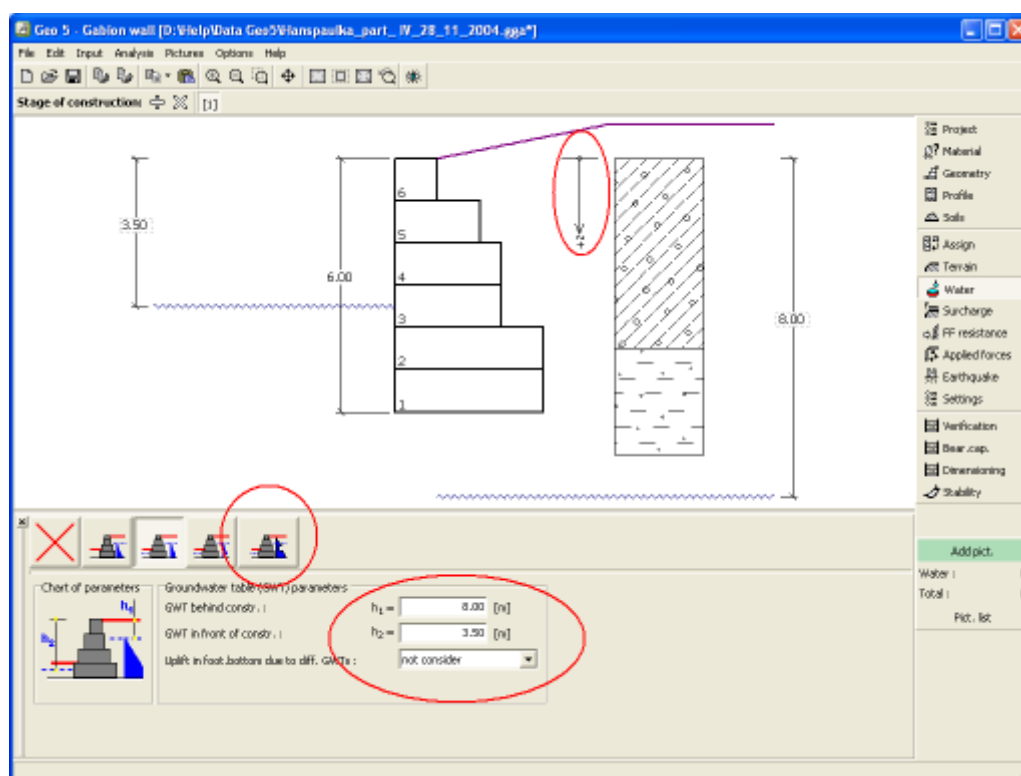 Geo 5 - Gabion wall [D:\Help\Data Geo5\Hanspaulka_part_ IV_28_11_2004.gga*]
File Edit Input Analysis Pictures Options Help
Stage of construction: [1]
3.50
6.00
8.00
+z
6
5
4
3
2
1
Project
Material
Geometry
Profile
Soils
Assign
Terrain
Water
Surcharge
FF resistance
Applied forces
Earthquake
Settings
Verification
Bear.cap.
Dimensioning
Stability
Chart of parameters
h1
h2
Groundwater table (GWT) parameters
GWT behind constr. : h1 = 8.00 [m]
GWT in front of constr. : h2 = 3.50 [m]
Uplift in foot.bottom due to diff. GWTs : not consider
Add pict.
Water :
Total :
Pict. list